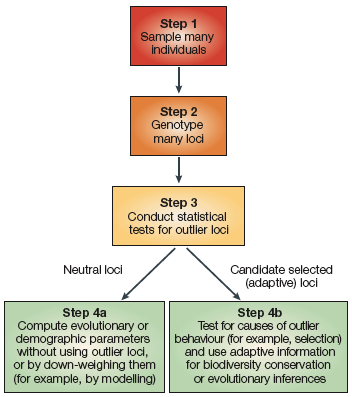 Step 1
Sample many
individuals
Step 2
Genotype
many loci
Step 3
Conduct statistical
tests for outlier loci
Neutral loci
Candidate selected
(adaptive) loci
Step 4a
Compute evolutionary or
demographic parameters
without using outlier loci,
or by down-weighing them
(for example, by modelling)
Step 4b
Test for causes of outlier
behaviour (for example, selection)
and use adaptive information
for biodiversity conservation
or evolutionary inferences